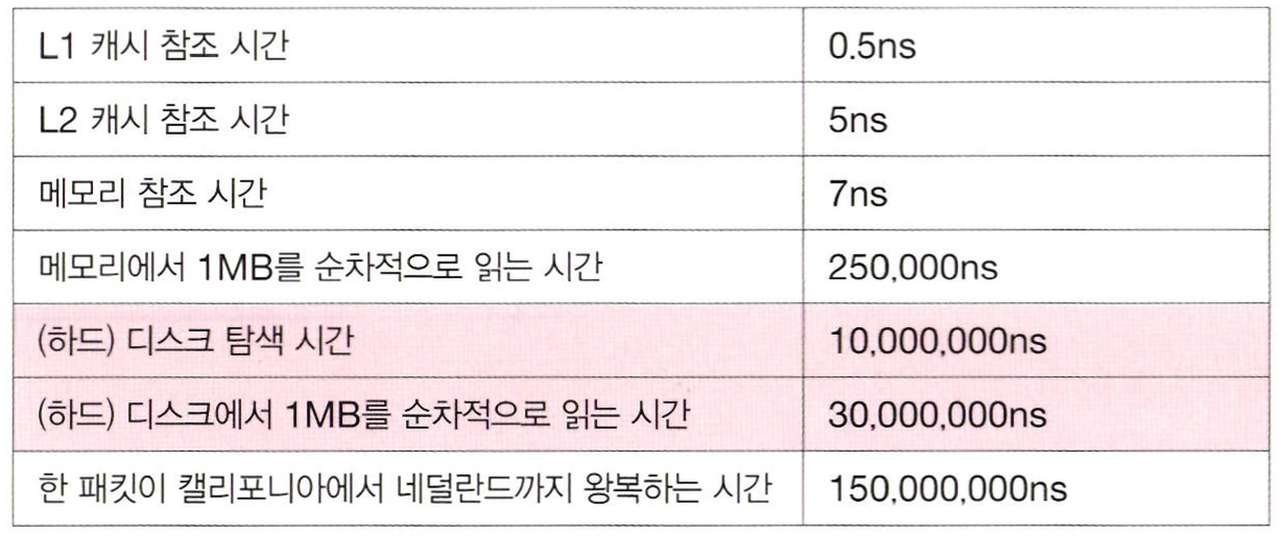 L1 캐시 참조 시간 0.5ns
L2 캐시 참조 시간 5ns
메모리 참조 시간 7ns
메모리에서 1MB를 순차적으로 읽는 시간 250,000ns
(하드) 디스크 탐색 시간 10,000,000ns
(하드) 디스크에서 1MB를 순차적으로 읽는 시간 30,000,000ns
한 패킷이 캘리포니아에서 네덜란드까지 왕복하는 시간 150,000,000ns